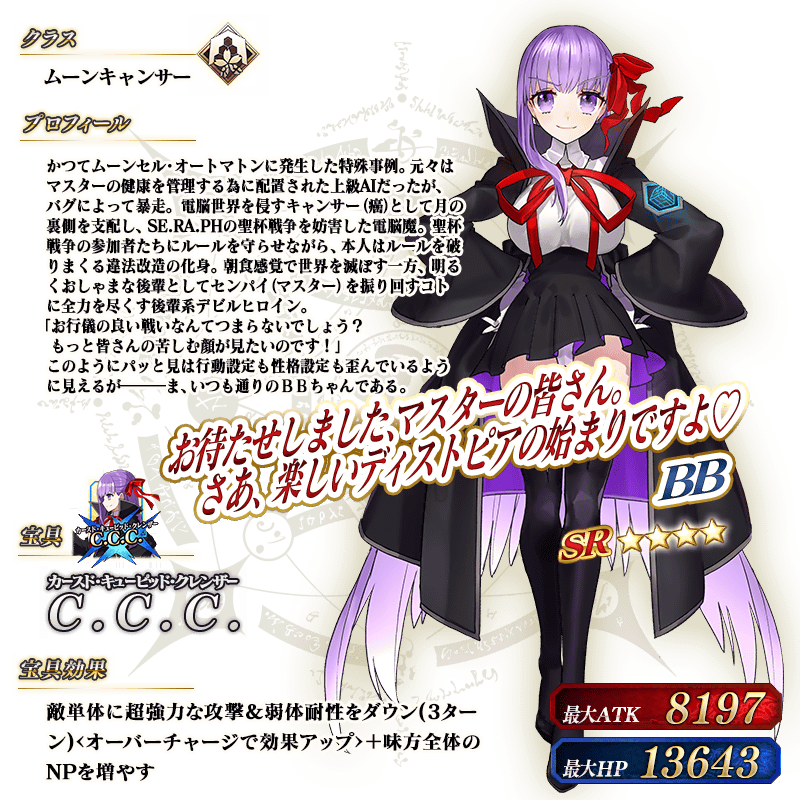 クラス
ムーンキャンサー
プロフィール
かつてムーンセル・オートマトンに発生した特殊事例。元々は
マスターの健康を管理する為に配置された上級AIだったが、
バグによって暴走。電脳世界を侵すキャンサー(癌)として月の
裏側を支配し、SE.RA.PHの聖杯戦争を妨害した電脳魔。聖杯
戦争の参加者たちにルールを守らせながら、本人はルールを破
りまくる違法改造の化身。朝食感覚で世界を滅ぼす一方、明る
くおしゃまな後輩としてセンパイ(マスター)を振り回すコト
に全力を尽くす後輩系デビルヒロイン。
「お行儀の良い戦いなんてつまらないでしょう?
もっと皆さんの苦しむ顔が見たいのです!」
このようにパッと見は行動設定も性格設定も歪んでいるよう
に見えるが───ま、いつも通りのBBちゃんである。
お待たせしました、マスターの皆さん。
さあ、楽しいディストピアの始まりですよ♡
BB
SR ☆☆☆☆
宝具
カースド・キューピッド・クレンザー
C.C.C.
カースド・キューピッド・クレンザー
C.C.C.
宝具効果
敵単体に超強力な攻撃&弱体耐性をダウン(3ター
ン)<オーバーチャージで効果アップ>+味方全体の
NPを増やす
最大ATK 8197
最大HP 13643